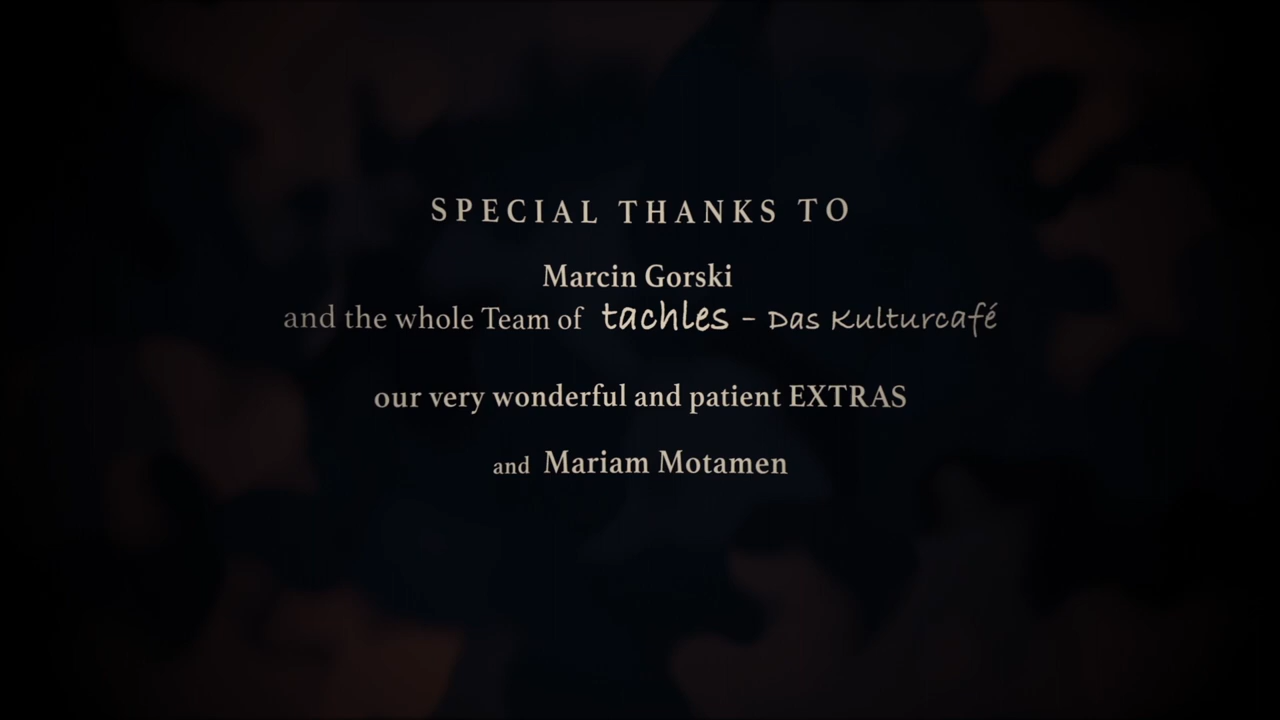 SPECIAL THANKS TO
Marcin Gorski
and the whole Team of tachles - Das Kulturcafé
our very wonderful and patient EXTRAS
and Mariam Motamen